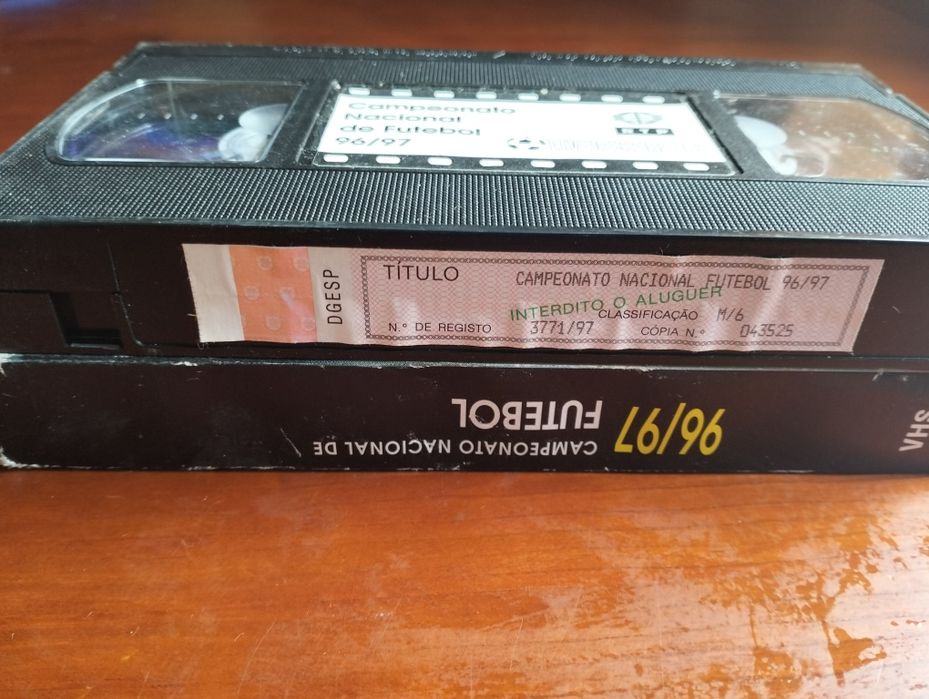 Campeonato
Nacional
de Futebol
96/97
RTP
DGESP
TÍTULO CAMPEONATO NACIONAL FUTEBOL 96/97
INTERDITO O ALUGUER
CLASSIFICAÇÃO M/6
N.º DE REGISTO 3771/97 CÓPIA N.º 043525
CAMPEONATO NACIONAL DE
FUTEBOL
96/97
VHS